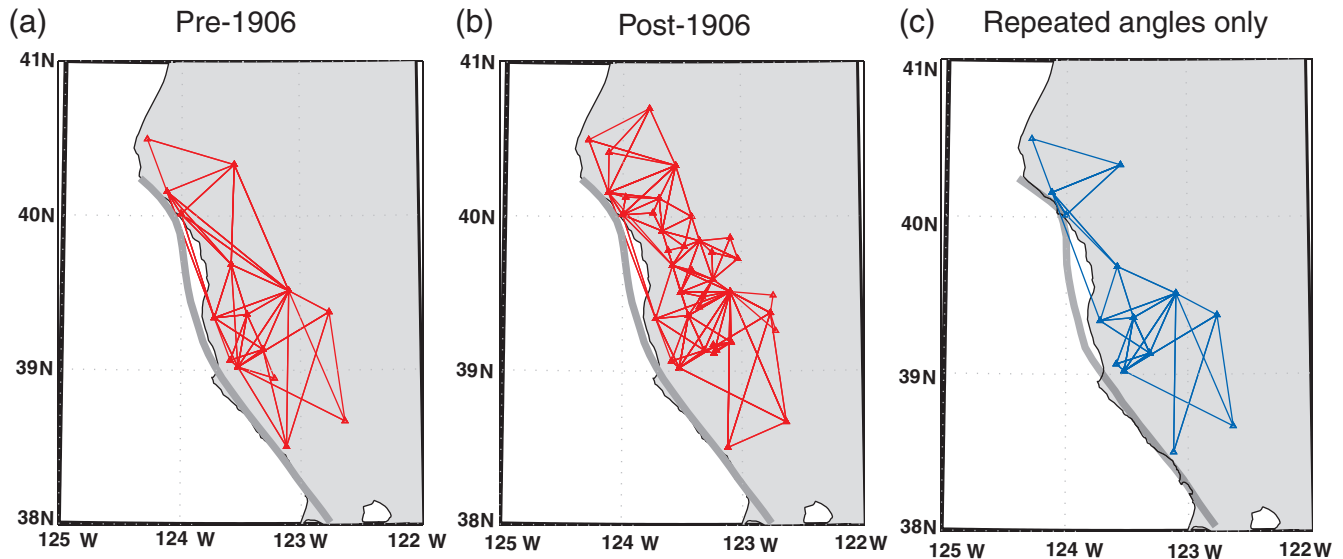 (a) Pre-1906
41N
40N
39N
38N
125 W 124 W 123 W 122 W
(b) Post-1906
41N
40N
39N
38N
125 W 124 W 123 W 122 W
(c) Repeated angles only
41N
40N
39N
38N
125 W 124 W 123 W 122W